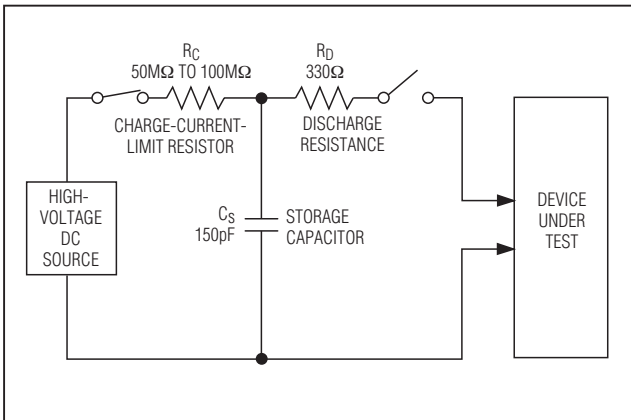 R_C
50MΩ TO 100MΩ
CHARGE-CURRENT-
LIMIT RESISTOR
R_D
330Ω
DISCHARGE
RESISTANCE
HIGH-
VOLTAGE
DC
SOURCE
C_S
150pF
STORAGE
CAPACITOR
DEVICE
UNDER
TEST